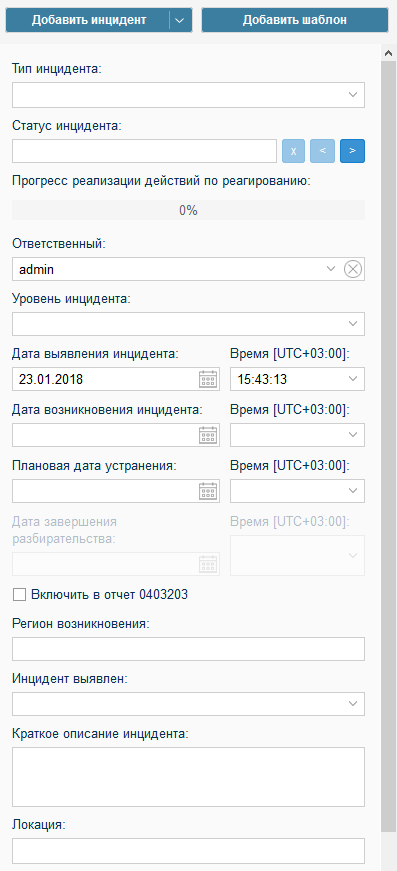 Добавить инцидент
Добавить шаблон
Тип инцидента:
Статус инцидента:
x < >
Прогресс реализации действий по реагированию:
0%
Ответственный:
admin
Уровень инцидента:
Дата выявления инцидента: Время [UTC+03:00]:
23.01.2018 15:43:13
Дата возникновения инцидента: Время [UTC+03:00]:
Плановая дата устранения: Время [UTC+03:00]:
Дата завершения Время [UTC+03:00]:
разбирательства:
Включить в отчет 0403203
Регион возникновения:
Инцидент выявлен:
Краткое описание инцидента:
Локация: